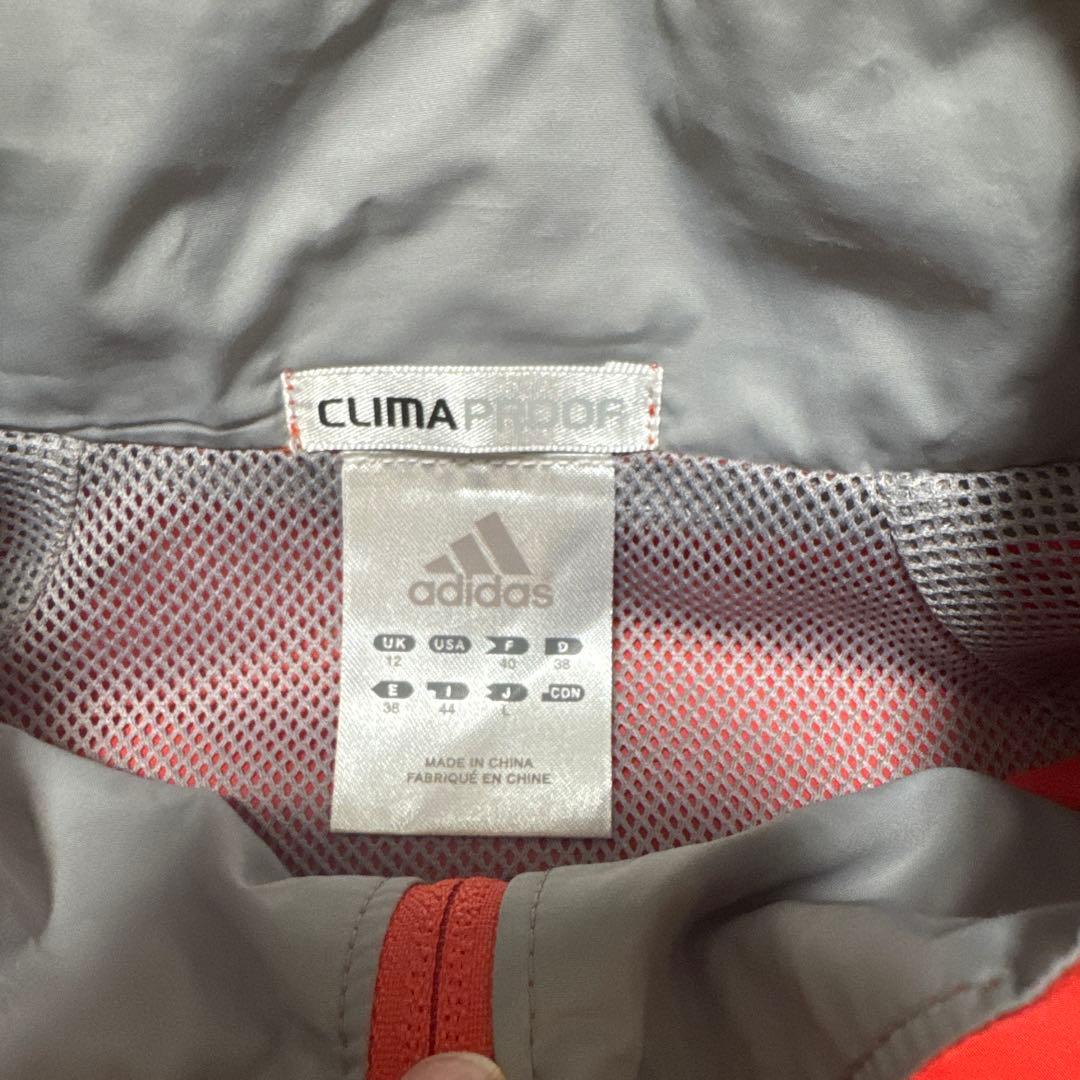 CLIMAPROOF
adidas
UK USA F D
12 40 38
E I J CDN
38 44 L
MADE IN CHINA
FABRIQUÉ EN CHINE